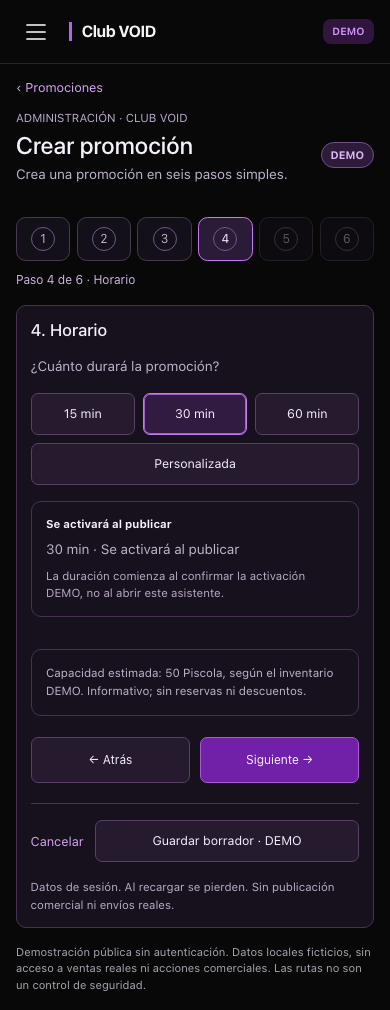 Club VOID
DEMO
‹ Promociones
ADMINISTRACIÓN · CLUB VOID
Crear promoción
DEMO
Crea una promoción en seis pasos simples.
1
2
3
4
5
6
Paso 4 de 6 · Horario
4. Horario
¿Cuánto durará la promoción?
15 min
30 min
60 min
Personalizada
Se activará al publicar
30 min · Se activará al publicar
La duración comienza al confirmar la activación
DEMO, no al abrir este asistente.
Capacidad estimada: 50 Piscola, según el inventario
DEMO. Informativo; sin reservas ni descuentos.
← Atrás
Siguiente →
Cancelar
Guardar borrador · DEMO
Datos de sesión. Al recargar se pierden. Sin publicación
comercial ni envíos reales.
Demostración pública sin autenticación. Datos locales ficticios, sin
acceso a ventas reales ni acciones comerciales. Las rutas no son
un control de seguridad.